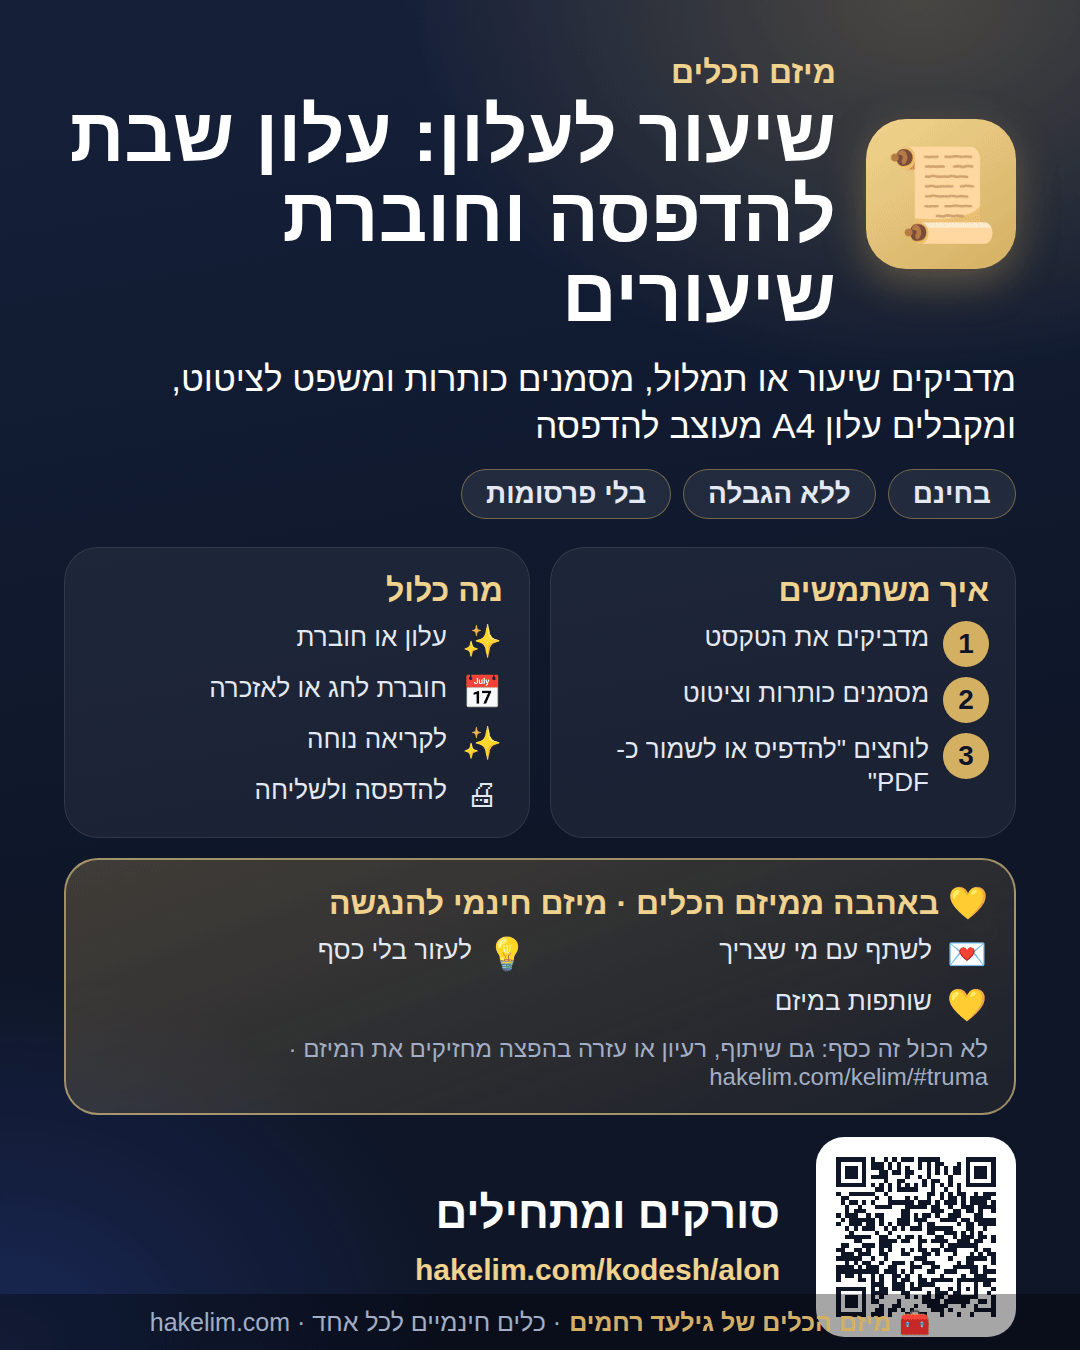 מיזם הכלים
שיעור לעלון: עלון שבת
להדפסה וחוברת
שיעורים
מדביקים שיעור או תמלול, מסמנים כותרות ומשפט לציטוט,
ומקבלים עלון A4 מעוצב להדפסה
בחינם
ללא הגבלה
בלי פרסומות
איך משתמשים
1 מדביקים את הטקסט
2 מסמנים כותרות וציטוט
3 לוחצים "להדפיס או לשמור כ-
PDF"
מה כלול
עלון או חוברת
חוברת לחג או לאזכרה
לקריאה נוחה
להדפסה ולשליחה
באהבה ממיזם הכלים · מיזם חינמי להנגשה
לשתף עם מי שצריך
לעזור בלי כסף
שותפות במיזם
לא הכול זה כסף: גם שיתוף, רעיון או עזרה בהפצה מחזיקים את המיזם ·
hakelim.com/kelim/#truma
סורקים ומתחילים
hakelim.com/kodesh/alon
מיזם הכלים של גילעד רחמים · כלים חינמיים לכל אחד · hakelim.com